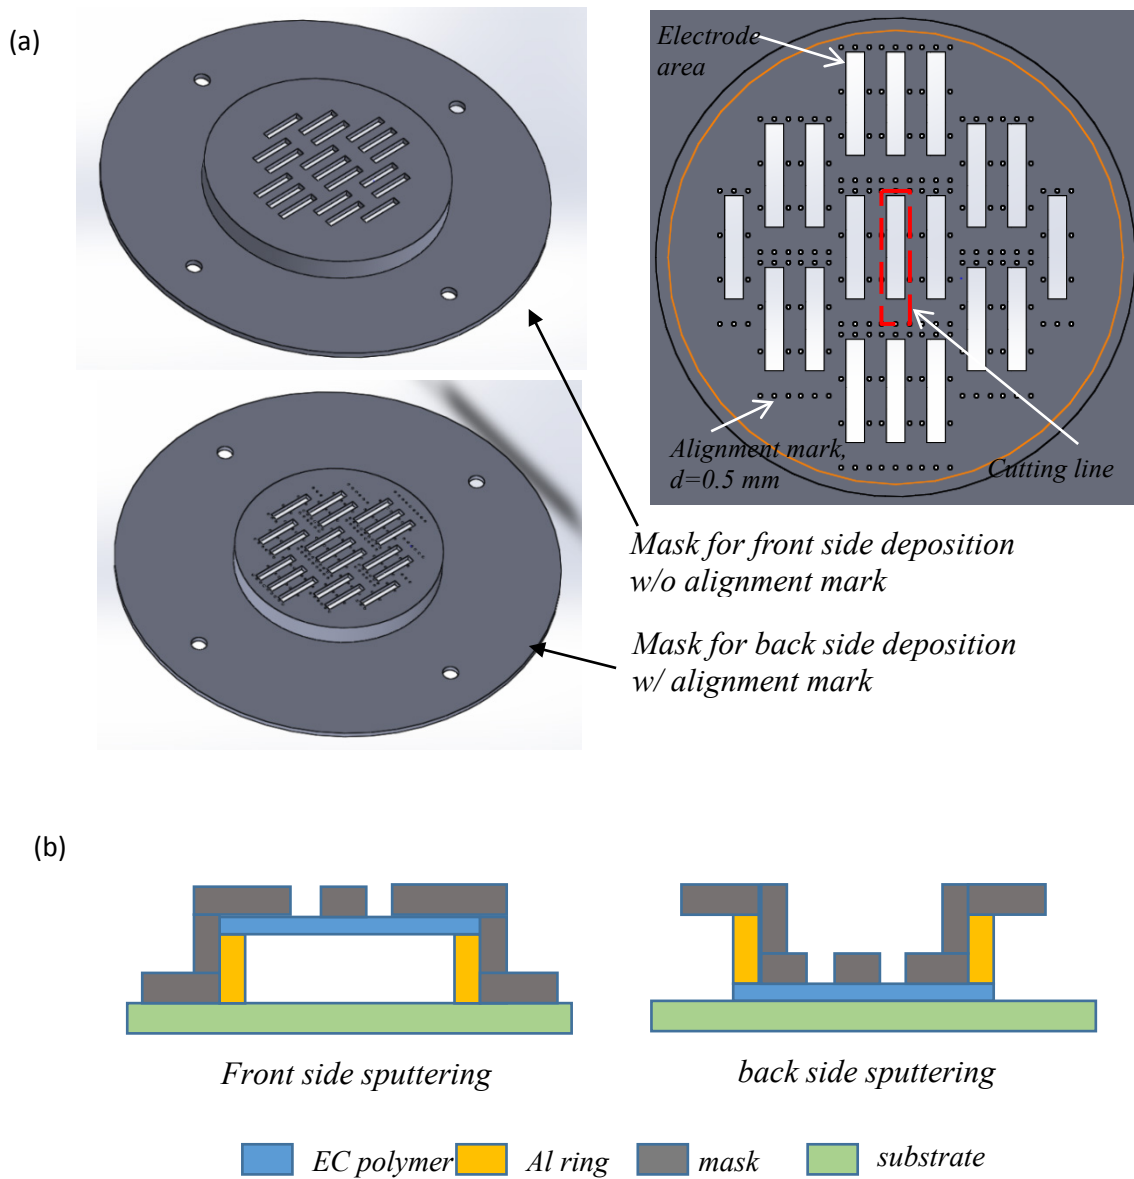 (a)
Electrode
area
Alignment mark,
d=0.5 mm
Cutting line
Mask for front side deposition
w/o alignment mark
Mask for back side deposition
w/ alignment mark
(b)
Front side sputtering
back side sputtering
EC polymer
Al ring
mask
substrate